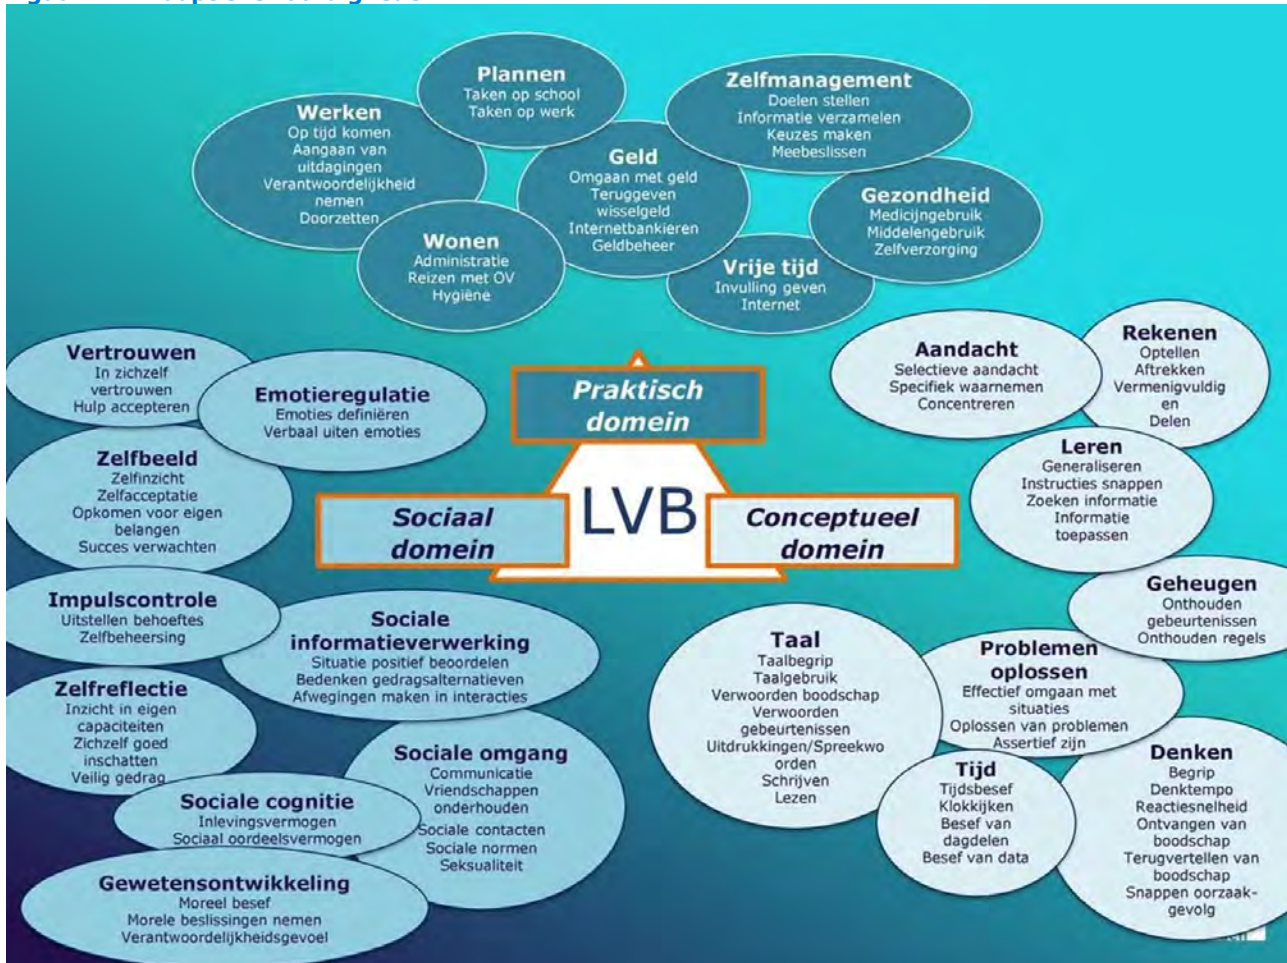 Plannen
Taken op school
Taken op werk
Zelfmanagement
Doelen stellen
Informatie verzamelen
Keuzes maken
Meebeslissen
Werken
Op tijd komen
Aangaan van
uitdagingen
Verantwoordelijkheid
nemen
Doorzetten
Geld
Omgaan met geld
Teruggeven
wisselgeld
Internetbankieren
Geldbeheer
Gezondheid
Medicijngebruik
Middelengebruik
Zelfverzorging
Wonen
Administratie
Reizen met OV
Hygiëne
Vrije tijd
Invulling geven
Internet
Vertrouwen
In zichzelf
vertrouwen
Hulp accepteren
Emotieregulatie
Emoties definiëren
Verbaal uiten emoties
Praktisch
domein
Aandacht
Selectieve aandacht
Specifiek waarnemen
Concentreren
Rekenen
Optellen
Aftrekken
Vermenigvuldig
en
Delen
Zelfbeeld
Zelfinzicht
Zelfacceptatie
Opkomen voor eigen
belangen
Succes verwachten
Sociaal
domein
LVB
Conceptueel
domein
Leren
Generaliseren
Instructies snappen
Zoeken informatie
Informatie
toepassen
Impulscontrole
Uitstellen behoeftes
Zelfbeheersing
Sociale
informatieverwerking
Situatie positief beoordelen
Bedenken gedragsalternatieven
Afwegingen maken in interacties
Taal
Taalbegrip
Taalgebruik
Verwoorden boodschap
Verwoorden
gebeurtenissen
Uitdrukkingen/Spreekwo
orden
Schrijven
Lezen
Problemen
oplossen
Effectief omgaan met
situaties
Oplossen van problemen
Assertief zijn
Geheugen
Onthouden
gebeurtenissen
Onthouden regels
Zelfreflectie
Inzicht in eigen
capaciteiten
Zichzelf goed
inschatten
Veilig gedrag
Sociale omgang
Communicatie
Vriendschappen
onderhouden
Sociale contacten
Sociale normen
Seksualiteit
Sociale cognitie
Inlevingsvermogen
Sociaal oordeelsvermogen
Tijd
Tijdsbesef
Klokkijken
Besef van
dagdelen
Besef van data
Denken
Begrip
Denktempo
Reactiesnelheid
Ontvangen van
boodschap
Terugvertellen van
boodschap
Snappen oorzaak-
gevolg
Gewetensontwikkeling
Moreel besef
Morele beslissingen nemen
Verantwoordelijkheidsgevoel